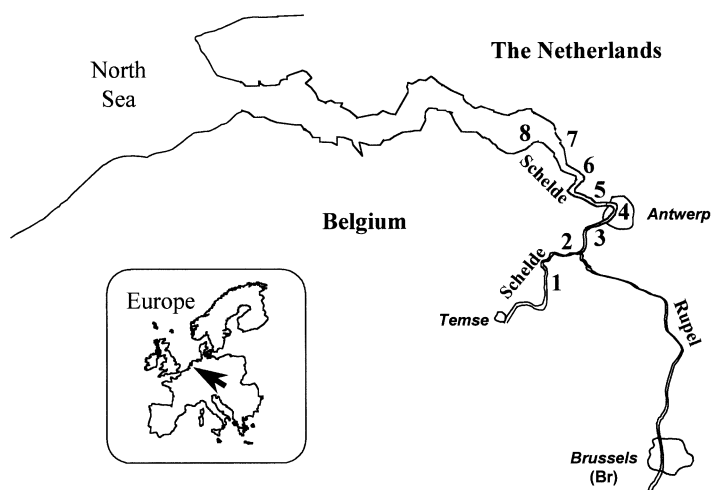 The Netherlands
North
Sea
8
7
6
Schelde
5
4
Antwerp
Belgium
3
2
Schelde
1
Temse
Europe
Rupel
Brussels
(Br)